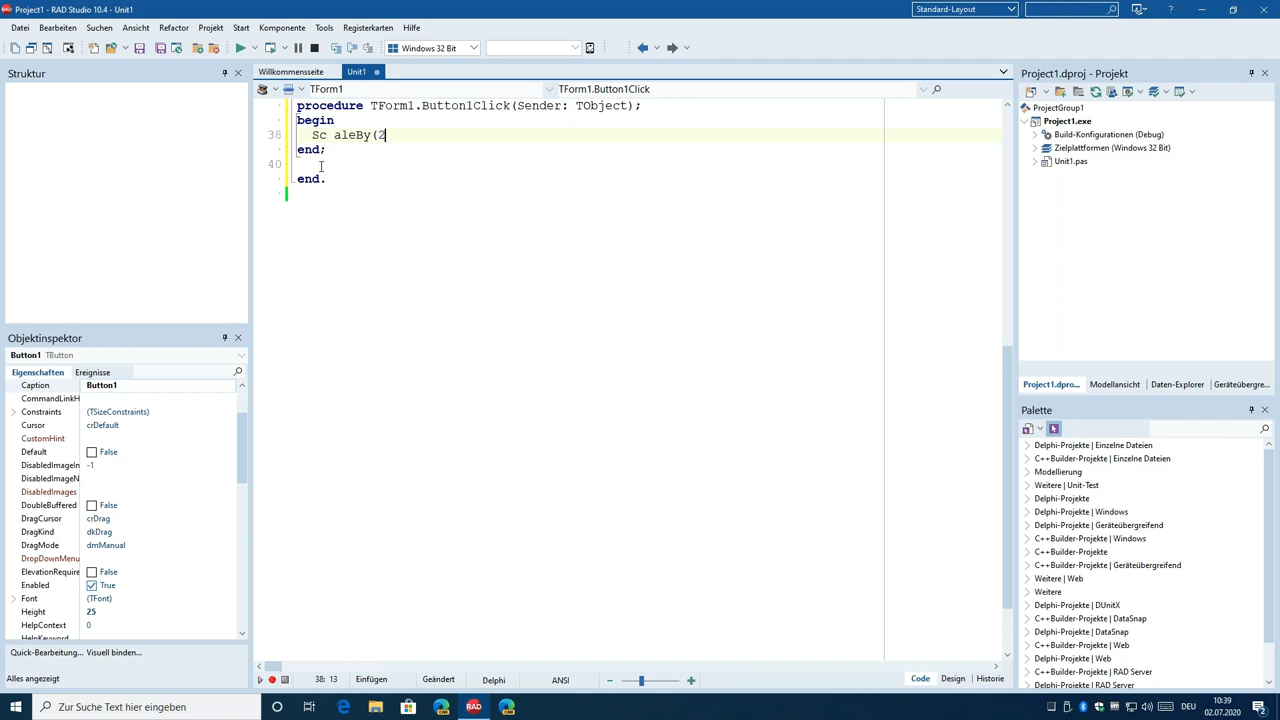 Project1 - RAD Studio 10.4 - Unit1
Standard-Layout
Datei Bearbeiten Suchen Ansicht Refactor Projekt Start Komponente Tools Registerkarten Hilfe
Windows 32 Bit
Struktur
Willkommensseite Unit1
TForm1 TForm1.Button1Click
procedure TForm1.Button1Click(Sender: TObject);
begin
38 Sc aleBy(2
end;
40
end.
Objektinspektor
Button1 TButton
Eigenschaften Ereignisse
Caption Button1
CommandLinkH
Constraints (TSizeConstraints)
Cursor crDefault
CustomHint
Default False
DisabledImageIn -1
DisabledImageN
DisabledImages
DoubleBuffered False
DragCursor crDrag
DragKind dkDrag
DragMode dmManual
DropDownMenu
ElevationRequire False
Enabled True
Font (TFont)
Height 25
HelpContext 0
HelpKeyword
Quick-Bearbeitung... Visuell binden...
Alles angezeigt
38: 13 Einfügen Geändert Delphi ANSI
Code Design Historie
Project1.dproj - Projekt
ProjectGroup1
Project1.exe
Build-Konfigurationen (Debug)
Zielplattformen (Windows 32 Bit)
Unit1.pas
Project1.dpro... Modellansicht Daten-Explorer Geräteübergre...
Palette
Delphi-Projekte | Einzelne Dateien
C++Builder-Projekte | Einzelne Dateien
Modellierung
Weitere | Unit-Test
Delphi-Projekte
Delphi-Projekte | Windows
Delphi-Projekte | Geräteübergreifend
C++Builder-Projekte | Windows
C++Builder-Projekte
C++Builder-Projekte | Geräteübergreifend
Weitere | Web
Weitere
Delphi-Projekte | DUnitX
C++Builder-Projekte | DataSnap
Delphi-Projekte | DataSnap
C++Builder-Projekte | Web
Delphi-Projekte | Web
C++Builder-Projekte | RAD Server
Delphi-Projekte | RAD Server
Zur Suche Text hier eingeben
RAD
DEU
10:39
02.07.2020
2